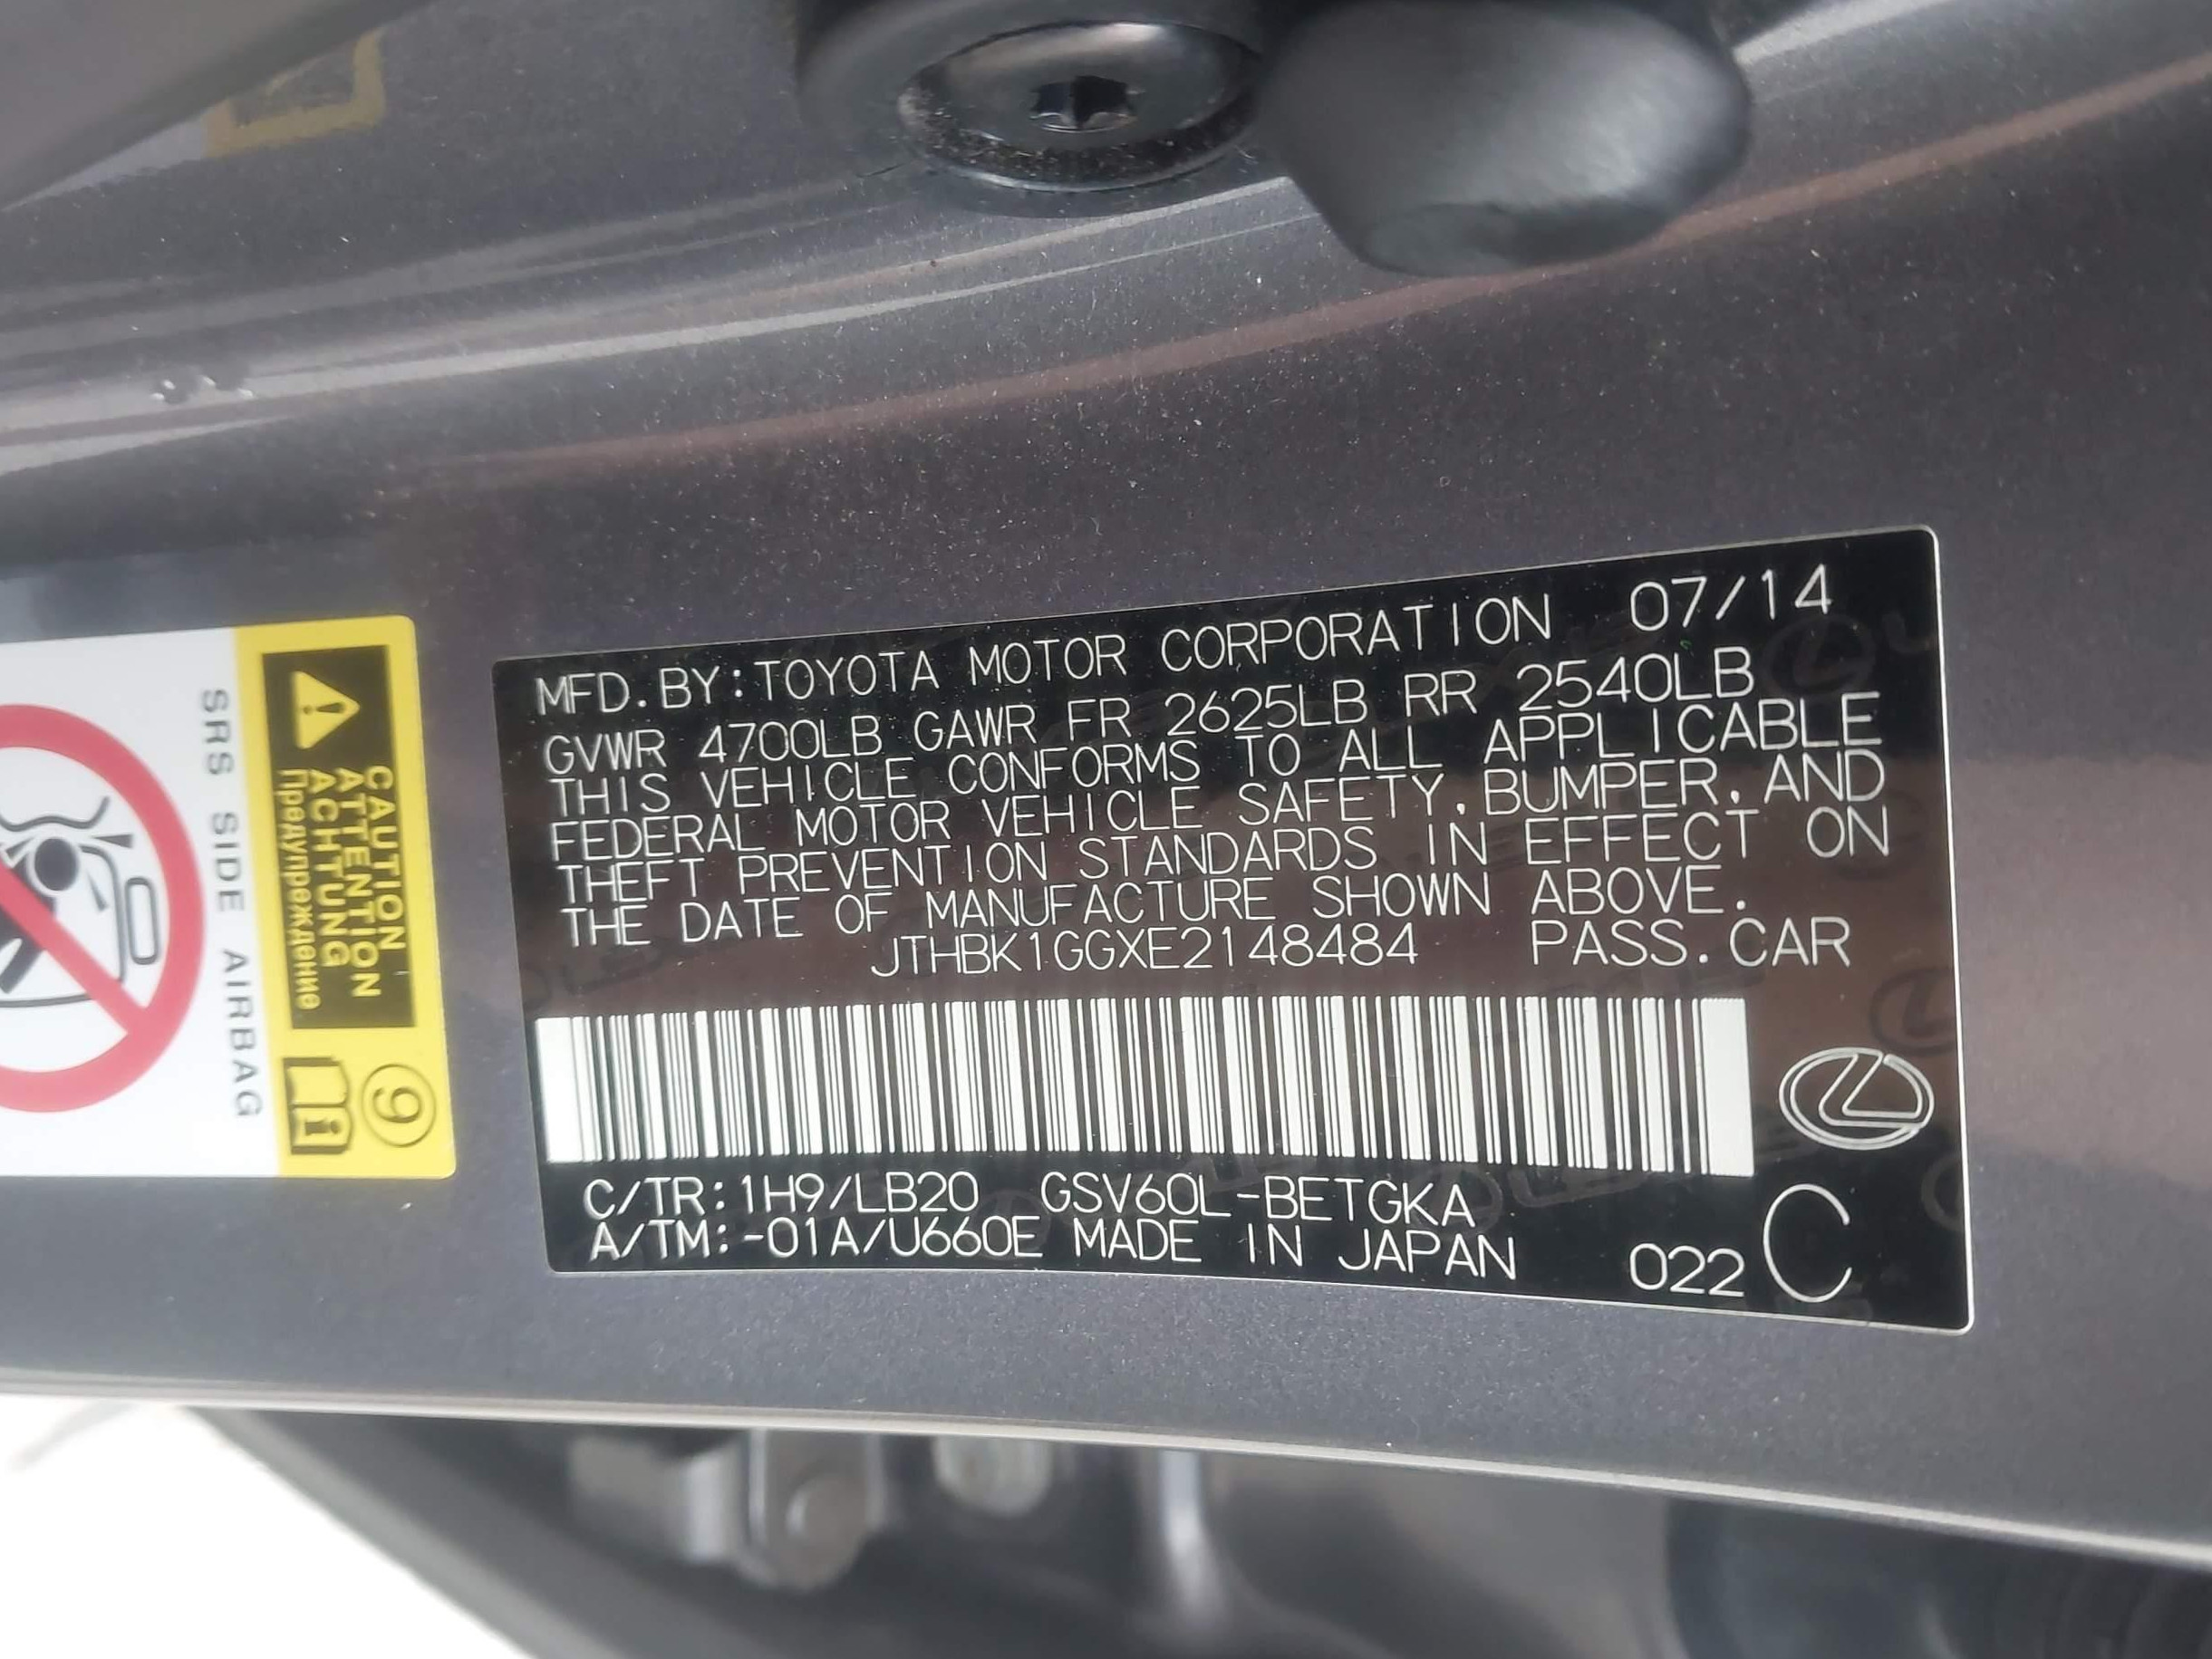 MFD. BY: TOYOTA MOTOR CORPORATION 07/14
GVWR 4700LB GAWR FR 2625LB RR 2540LB
THIS VEHICLE CONFORMS TO ALL APPLICABLE
FEDERAL MOTOR VEHICLE SAFETY, BUMPER, AND
THEFT PREVENTION STANDARDS IN EFFECT ON
THE DATE OF MANUFACTURE SHOWN ABOVE.
JTHBK1GGXE2148484 PASS. CAR
C/TR: 1H9/LB20 GSV60L-BETGKA
A/TM: -01A/U660E MADE IN JAPAN 022 C
CAUTION
ATTENTION
ACHTUNG
Предупреждение
9
i
SRS SIDE AIRBAG